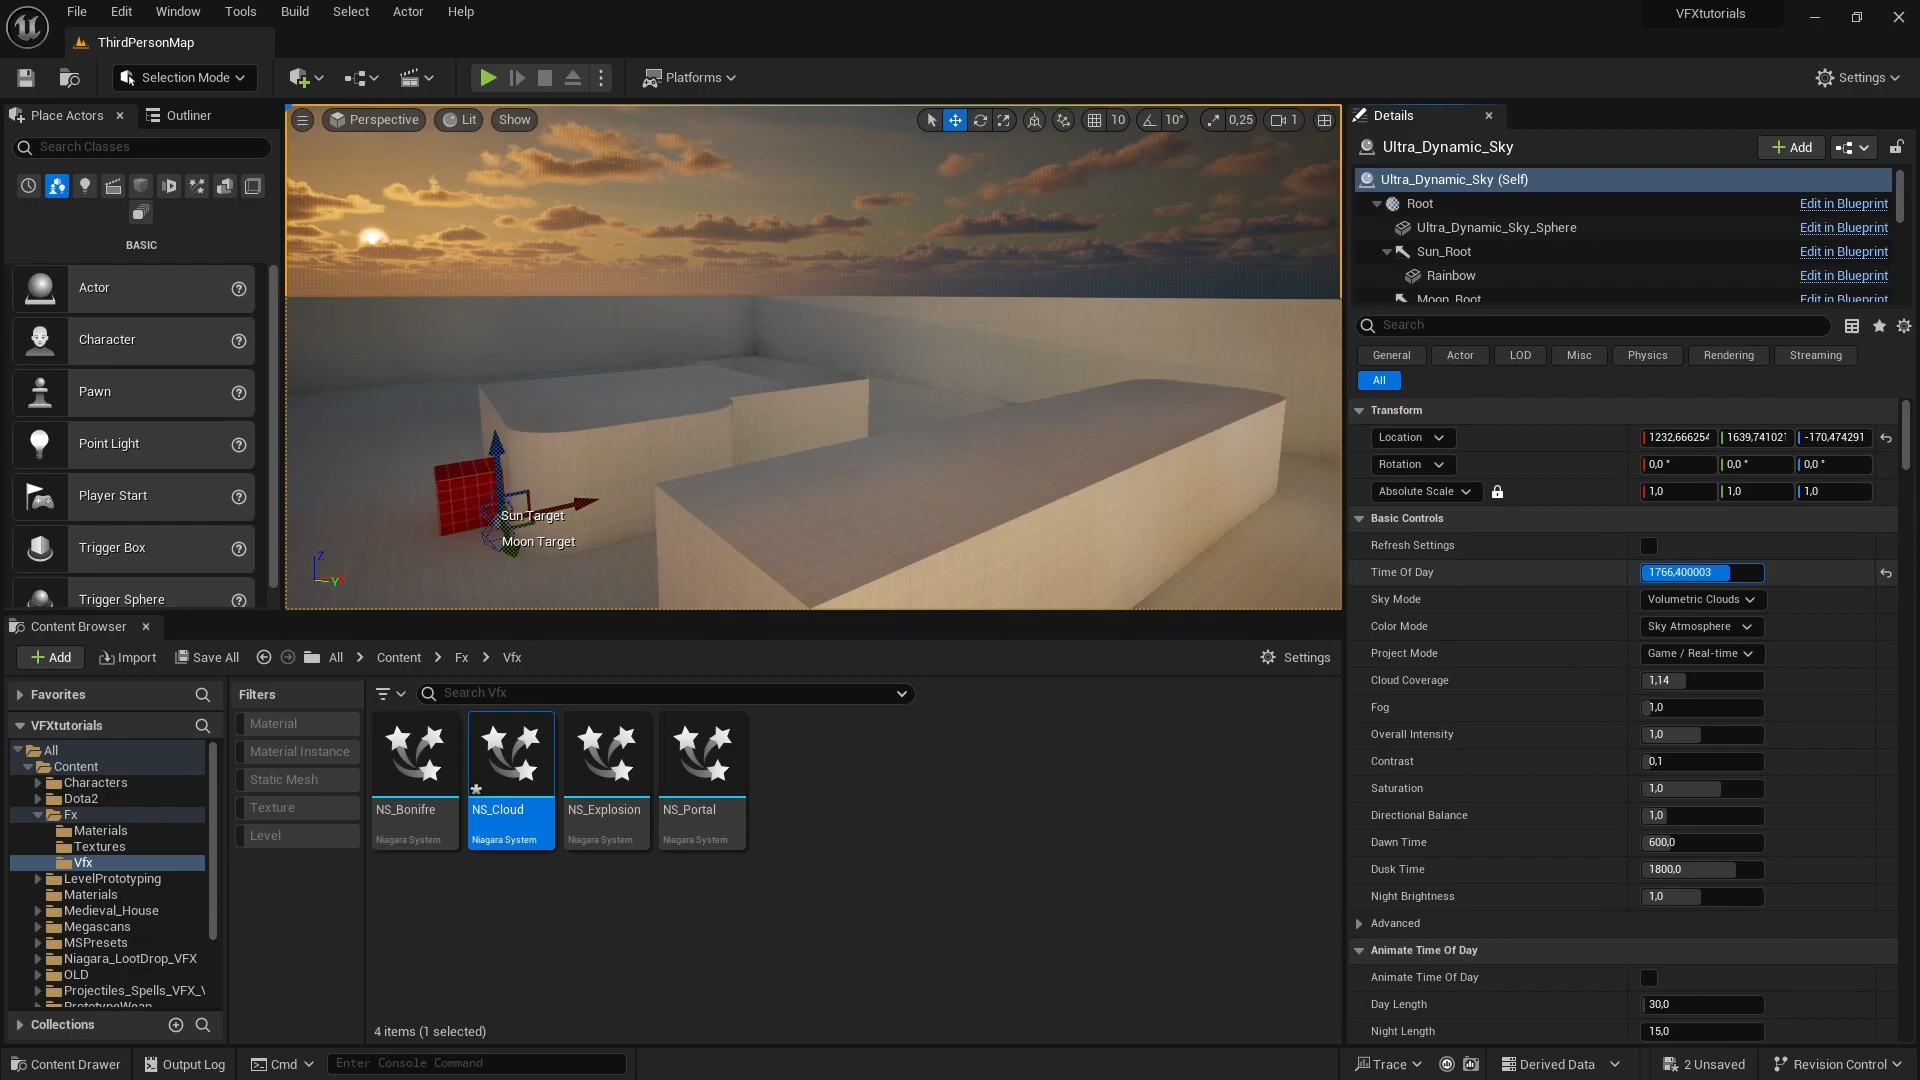 File Edit Window Tools Build Select Actor Help
VFXtutorials
ThirdPersonMap
Selection Mode
Platforms
Settings
Place Actors
Outliner
Search Classes
BASIC
Actor
Character
Pawn
Point Light
Player Start
Trigger Box
Trigger Sphere
Perspective
Lit
Show
10
10°
0,25
1
Sun Target
Moon Target
Z
Y
Details
Ultra_Dynamic_Sky
Add
Ultra_Dynamic_Sky (Self)
Root Edit in Blueprint
Ultra_Dynamic_Sky_Sphere Edit in Blueprint
Sun_Root Edit in Blueprint
Rainbow Edit in Blueprint
Moon_Root Edit in Blueprint
Search
General Actor LOD Misc Physics Rendering Streaming
All
Transform
Location 1232,666254 1639,741021 -170,474291
Rotation 0,0 ° 0,0 ° 0,0 °
Absolute Scale 1,0 1,0 1,0
Basic Controls
Refresh Settings
Time Of Day 1766,400003
Sky Mode Volumetric Clouds
Color Mode Sky Atmosphere
Project Mode Game / Real-time
Cloud Coverage 1,14
Fog 1,0
Overall Intensity 1,0
Contrast 0,1
Saturation 1,0
Directional Balance 1,0
Dawn Time 600,0
Dusk Time 1800,0
Night Brightness 1,0
Advanced
Animate Time Of Day
Animate Time Of Day
Day Length 30,0
Night Length 15,0
Content Browser
Add Import Save All All Content Fx Vfx Settings
Favorites
VFXtutorials
All
Content
Characters
Dota2
Fx
Materials
Textures
Vfx
LevelPrototyping
Materials
Medieval_House
Megascans
MSPresets
Niagara_LootDrop_VFX
OLD
Projectiles_Spells_VFX_
PrototypeWeap
Collections
Filters
Material
Material Instance
Static Mesh
Texture
Level
Search Vfx
NS_Bonifre
Niagara System
NS_Cloud
Niagara System
NS_Explosion
Niagara System
NS_Portal
Niagara System
4 items (1 selected)
Content Drawer Output Log Cmd Enter Console Command Trace Derived Data 2 Unsaved Revision Control